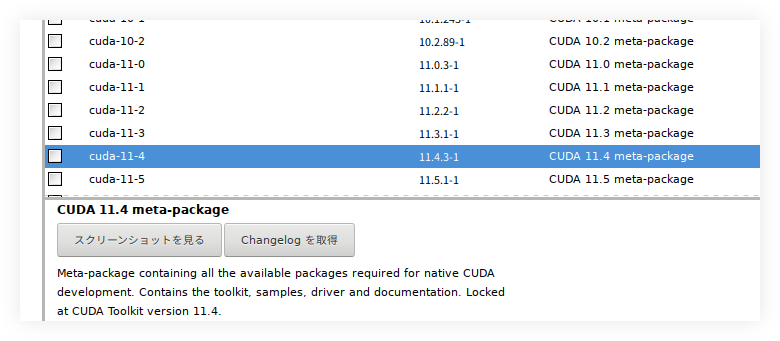 cuda-10-1 10.1.243-1 CUDA 10.1 meta-package
cuda-10-2 10.2.89-1 CUDA 10.2 meta-package
cuda-11-0 11.0.3-1 CUDA 11.0 meta-package
cuda-11-1 11.1.1-1 CUDA 11.1 meta-package
cuda-11-2 11.2.2-1 CUDA 11.2 meta-package
cuda-11-3 11.3.1-1 CUDA 11.3 meta-package
cuda-11-4 11.4.3-1 CUDA 11.4 meta-package
cuda-11-5 11.5.1-1 CUDA 11.5 meta-package
CUDA 11.4 meta-package
スクリーンショットを見る Changelog を取得
Meta-package containing all the available packages required for native CUDA
development. Contains the toolkit, samples, driver and documentation. Locked
at CUDA Toolkit version 11.4.